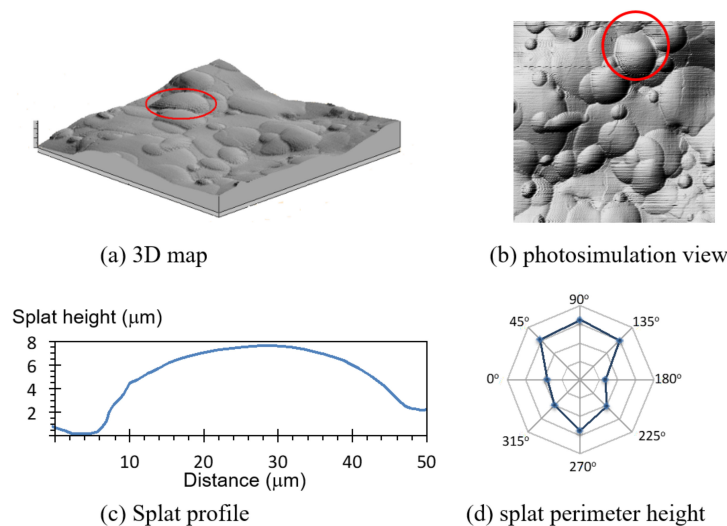 (a) 3D map
(b) photosimulation view
Splat height (μm)
8
6
4
2
10
20
30
40
50
Distance (μm)
(c) Splat profile
90°
45°
135°
0°
180°
315°
225°
270°
(d) splat perimeter height